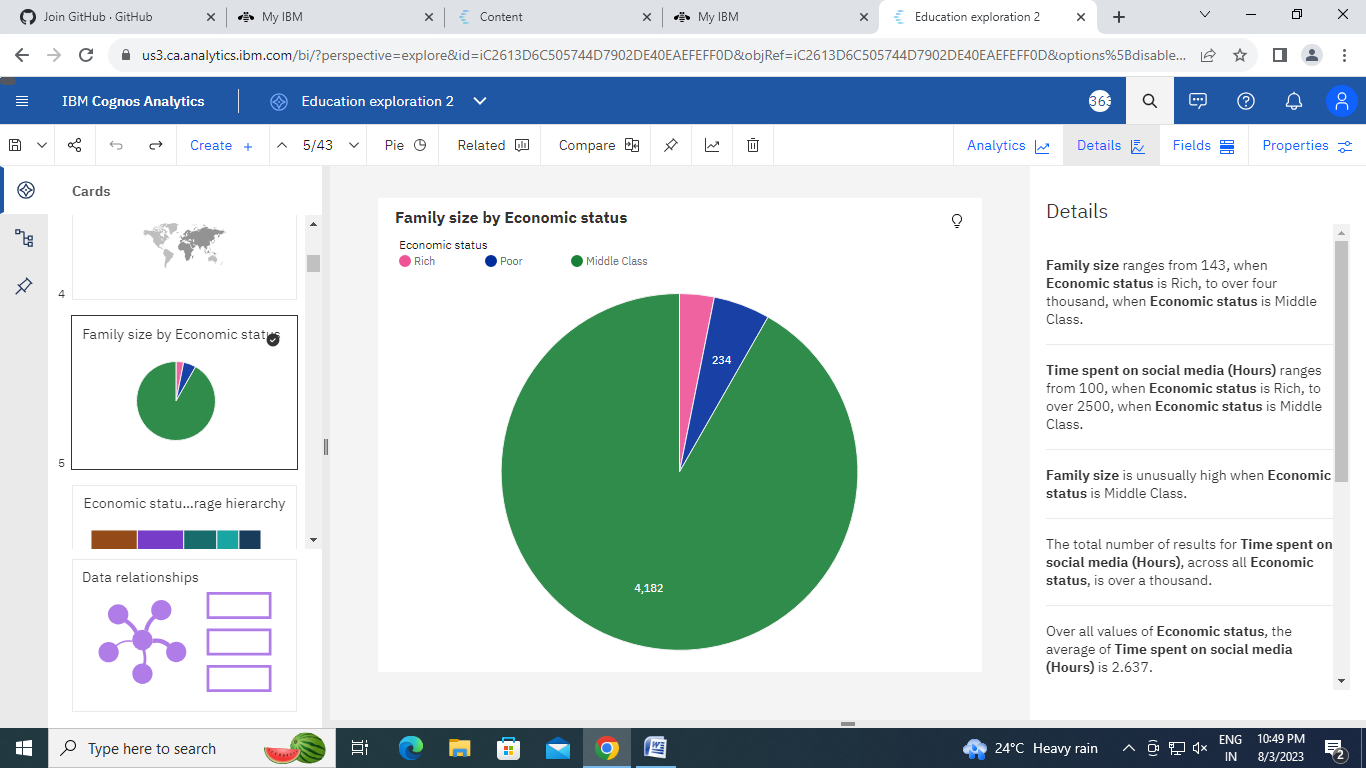 Join GitHub · GitHub
My IBM
Content
My IBM
Education exploration 2
us3.ca.analytics.ibm.com/bi/?perspective=explore&id=iC2613D6C505744D7902DE40EAEFEFF0D&objRef=iC2613D6C505744D7902DE40EAEFEFF0D&options%5Bdisable...
IBM Cognos Analytics
Education exploration 2
363
Create +
5/43
Pie
Related
Compare
Analytics
Details
Fields
Properties
Cards
4
Family size by Economic status
5
Economic statu...rage hierarchy
Data relationships
Family size by Economic status
Economic status
Rich
Poor
Middle Class
234
4,182
Details
Family size ranges from 143, when
Economic status is Rich, to over four
thousand, when Economic status is Middle
Class.
Time spent on social media (Hours) ranges
from 100, when Economic status is Rich, to
over 2500, when Economic status is Middle
Class.
Family size is unusually high when Economic
status is Middle Class.
The total number of results for Time spent on
social media (Hours), across all Economic
status, is over a thousand.
Over all values of Economic status, the
average of Time spent on social media
(Hours) is 2.637.
Type here to search
24°C Heavy rain
ENG
IN
10:49 PM
8/3/2023
2